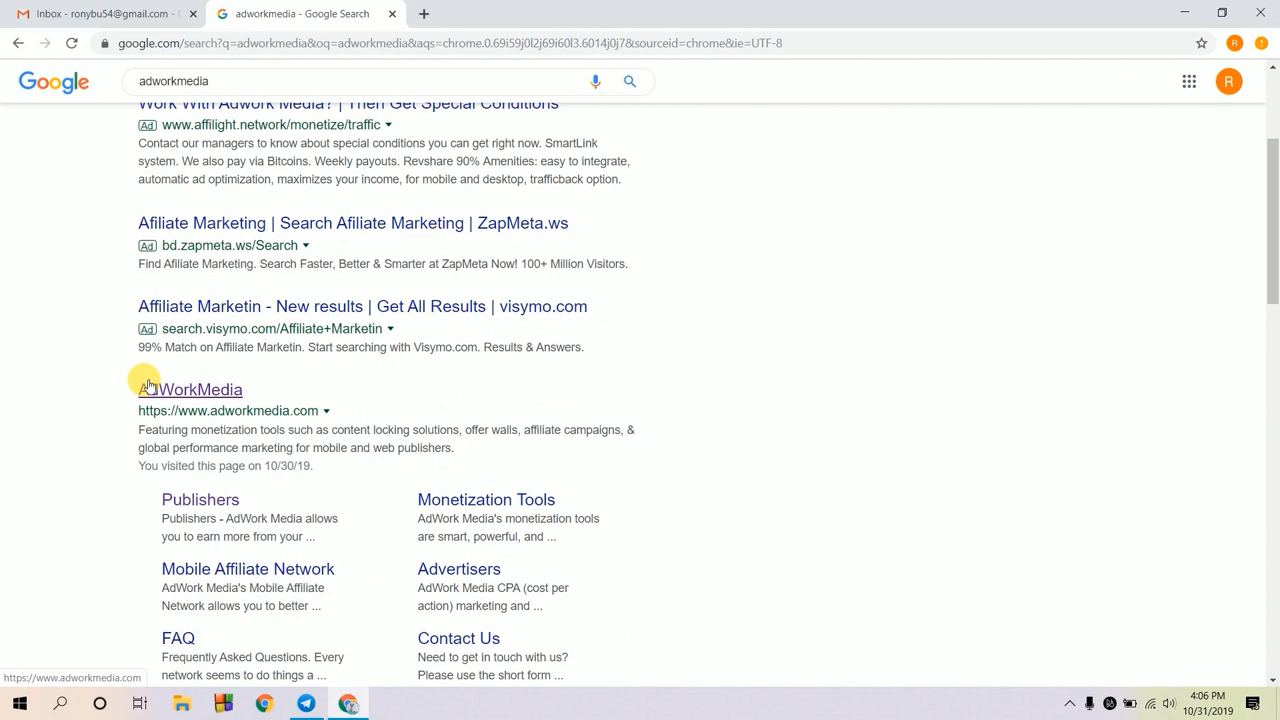 Inbox - ronybu54@gmail.com -
adworkmedia - Google Search
google.com/search?q=adworkmedia&oq=adworkmedia&aqs=chrome.0.69i59j0l2j69i60l3.6014j0j7&sourceid=chrome&ie=UTF-8
R
Google
adworkmedia
R
Work With Adwork Media? | Then Get Special Conditions
Ad www.affilight.network/monetize/traffic
Contact our managers to know about special conditions you can get right now. SmartLink
system. We also pay via Bitcoins. Weekly payouts. Revshare 90% Amenities: easy to integrate,
automatic ad optimization, maximizes your income, for mobile and desktop, trafficback option.
Afiliate Marketing | Search Afiliate Marketing | ZapMeta.ws
Ad bd.zapmeta.ws/Search
Find Afiliate Marketing. Search Faster, Better & Smarter at ZapMeta Now! 100+ Million Visitors.
Affiliate Marketin - New results | Get All Results | visymo.com
Ad search.visymo.com/Affiliate+Marketin
99% Match on Affiliate Marketin. Start searching with Visymo.com. Results & Answers.
AdWorkMedia
https://www.adworkmedia.com
Featuring monetization tools such as content locking solutions, offer walls, affiliate campaigns, &
global performance marketing for mobile and web publishers.
You visited this page on 10/30/19.
Publishers
Publishers - AdWork Media allows
you to earn more from your ...
Monetization Tools
AdWork Media's monetization tools
are smart, powerful, and ...
Mobile Affiliate Network
AdWork Media's Mobile Affiliate
Network allows you to better ...
Advertisers
AdWork Media CPA (cost per
action) marketing and ...
FAQ
Frequently Asked Questions. Every
network seems to do things a ...
Contact Us
Need to get in touch with us?
Please use the short form ...
https://www.adworkmedia.com
4:06 PM
10/31/2019